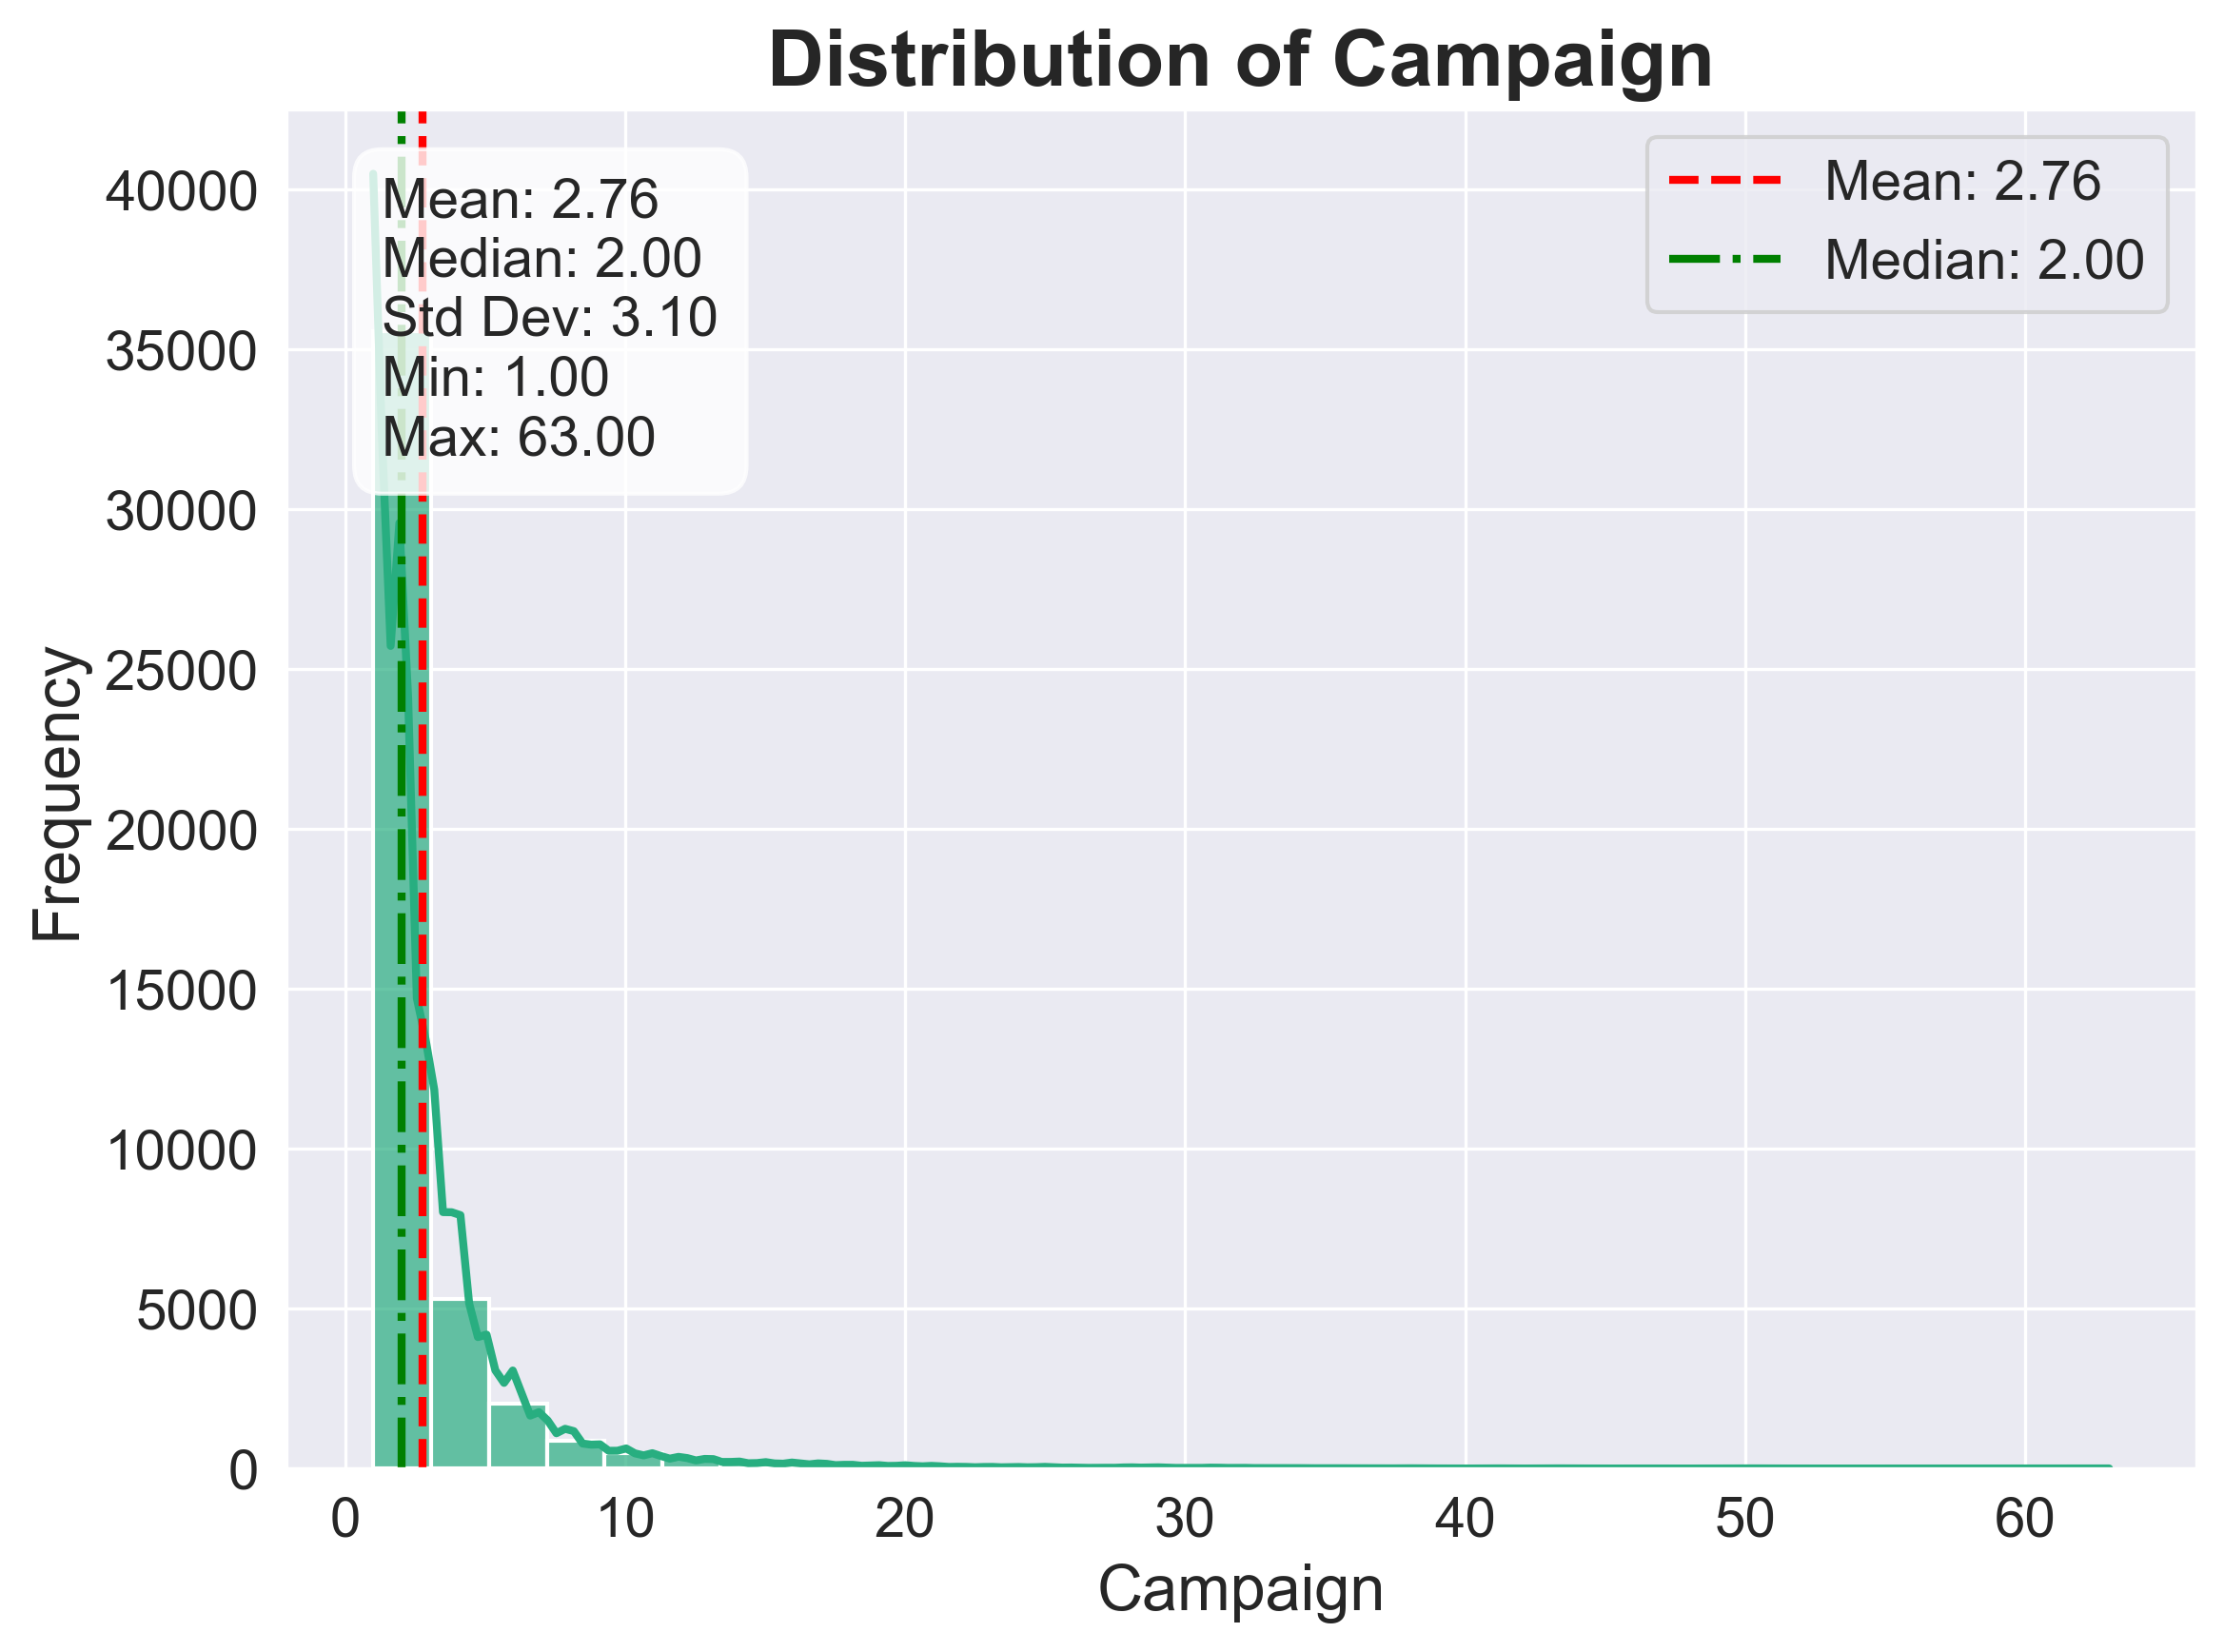 Distribution of Campaign
Mean: 2.76
Median: 2.00
Std Dev: 3.10
Min: 1.00
Max: 63.00
Mean: 2.76
Median: 2.00
Frequency
40000
35000
30000
25000
20000
15000
10000
5000
0
0 10 20 30 40 50 60
Campaign